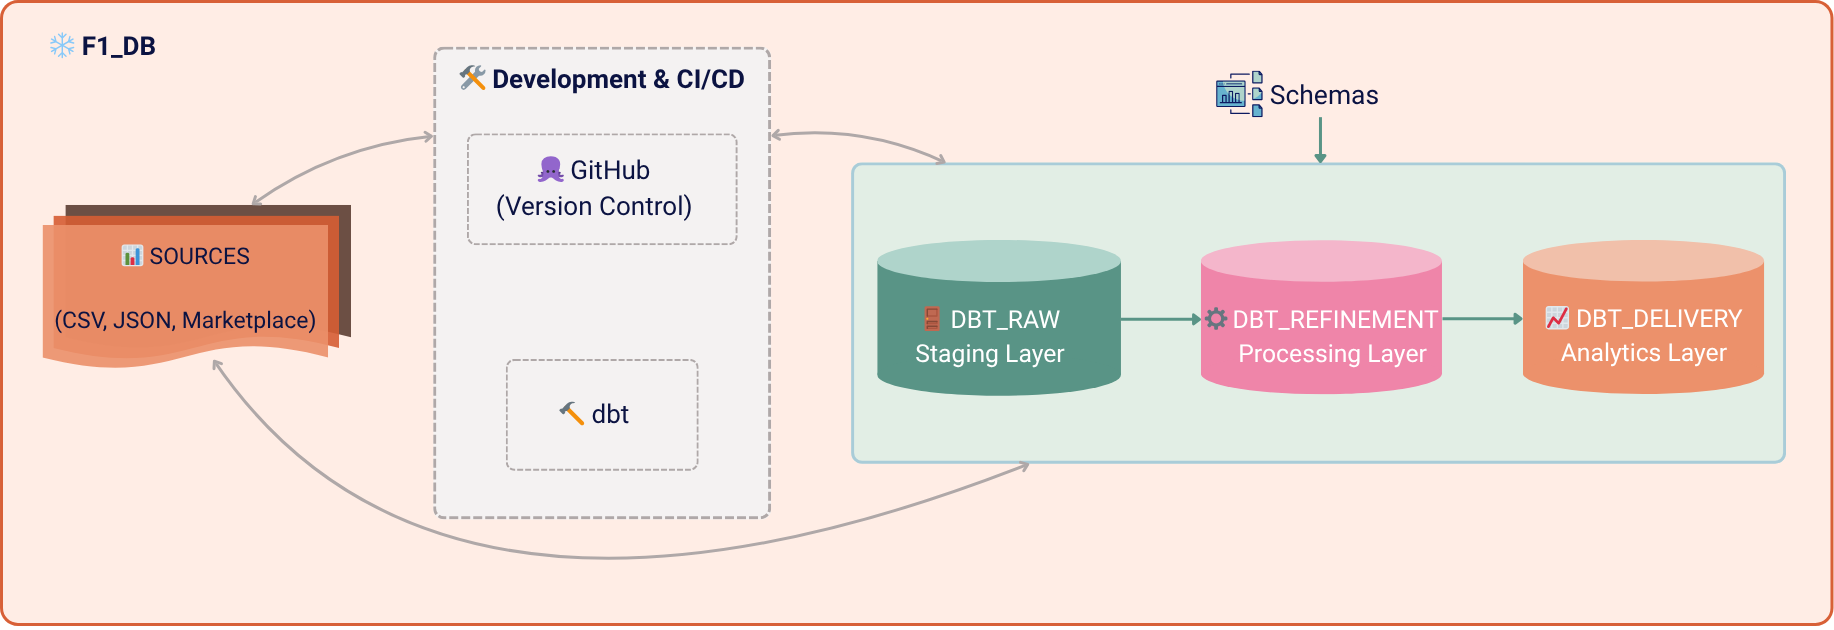 F1_DB
Development & CI/CD
GitHub
(Version Control)
dbt
SOURCES
(CSV, JSON, Marketplace)
Schemas
DBT_RAW
Staging Layer
DBT_REFINEMENT
Processing Layer
DBT_DELIVERY
Analytics Layer